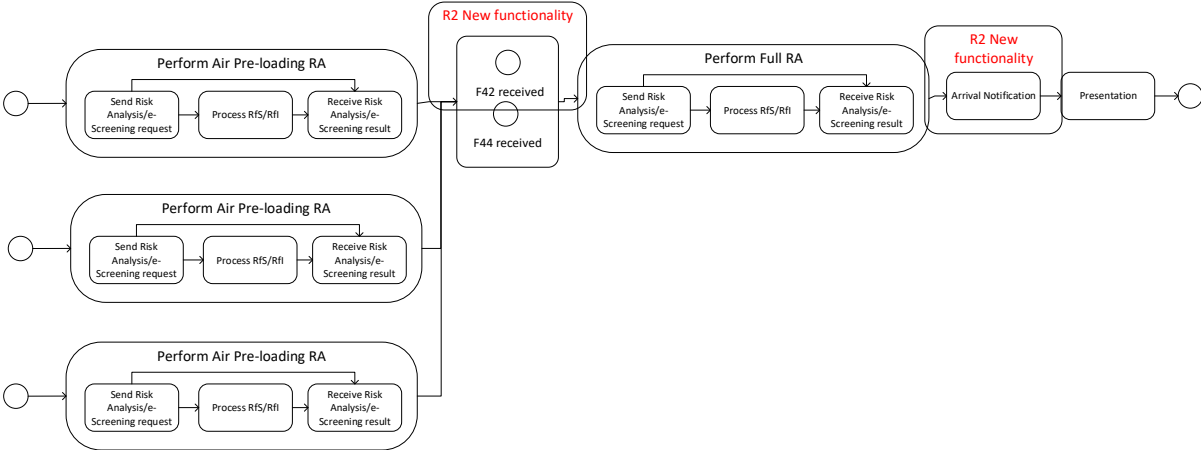 R2 New functionality
Perform Air Pre-loading RA
Send Risk
Analysis/e-
Screening request
Process RfS/RfI
Receive Risk
Analysis/e-
Screening result
F42 received
F44 received
Perform Full RA
Send Risk
Analysis/e-
Screening request
Process RfS/RfI
Receive Risk
Analysis/e-
Screening result
R2 New
functionality
Arrival Notification
Presentation
Perform Air Pre-loading RA
Send Risk
Analysis/e-
Screening request
Process RfS/RfI
Receive Risk
Analysis/e-
Screening result
Perform Air Pre-loading RA
Send Risk
Analysis/e-
Screening request
Process RfS/RfI
Receive Risk
Analysis/e-
Screening result